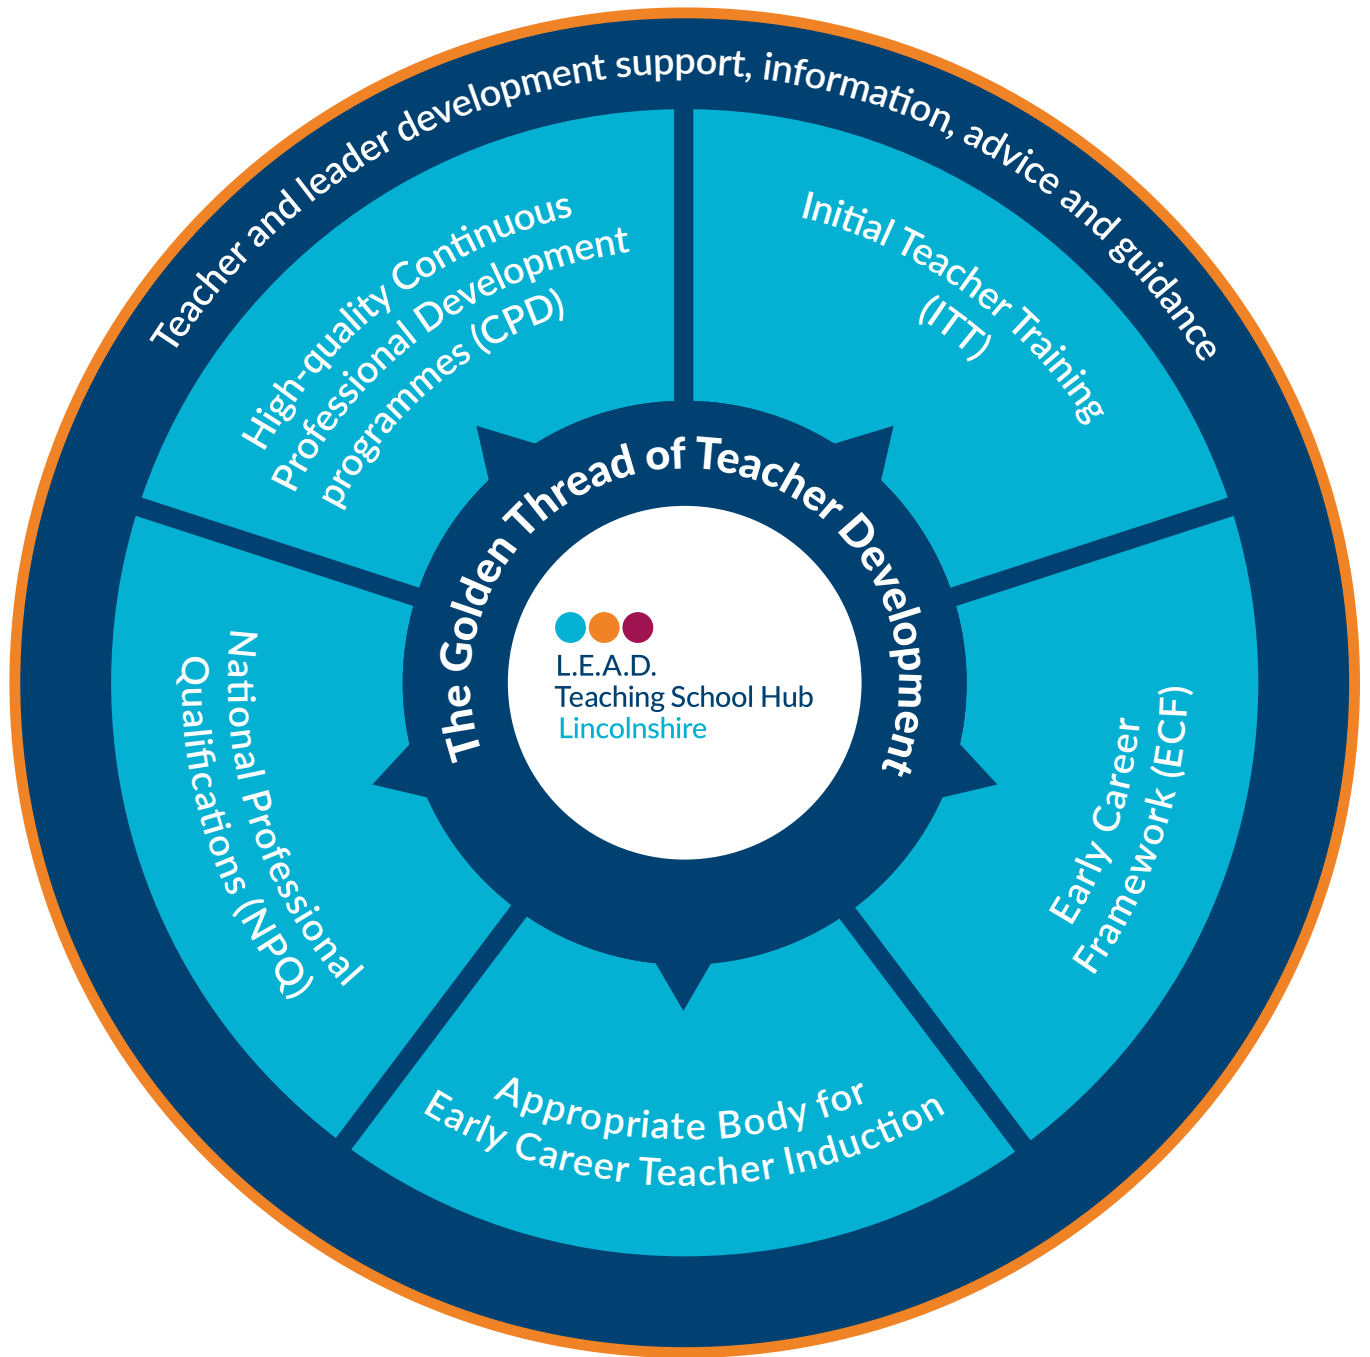 Teacher and leader development support, information, advice and guidance
High-quality Continuous
Professional Development
programmes (CPD)
Initial Teacher Training
(ITT)
The Golden Thread of Teacher Development
L.E.A.D.
Teaching School Hub
Lincolnshire
National Professional
Qualifications (NPQ)
Early Career
Framework (ECF)
Appropriate Body for
Early Career Teacher Induction